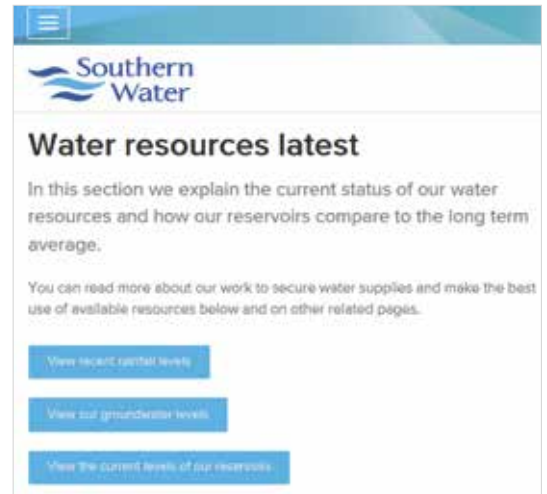 Southern
Water
Water resources latest
In this section we explain the current status of our water
resources and how our reservoirs compare to the long term
average.
You can read more about our work to secure water supplies and make the best
use of available resources below and on other related pages.
View recent rainfall levels
View our groundwater levels
View the current levels of our reservoirs